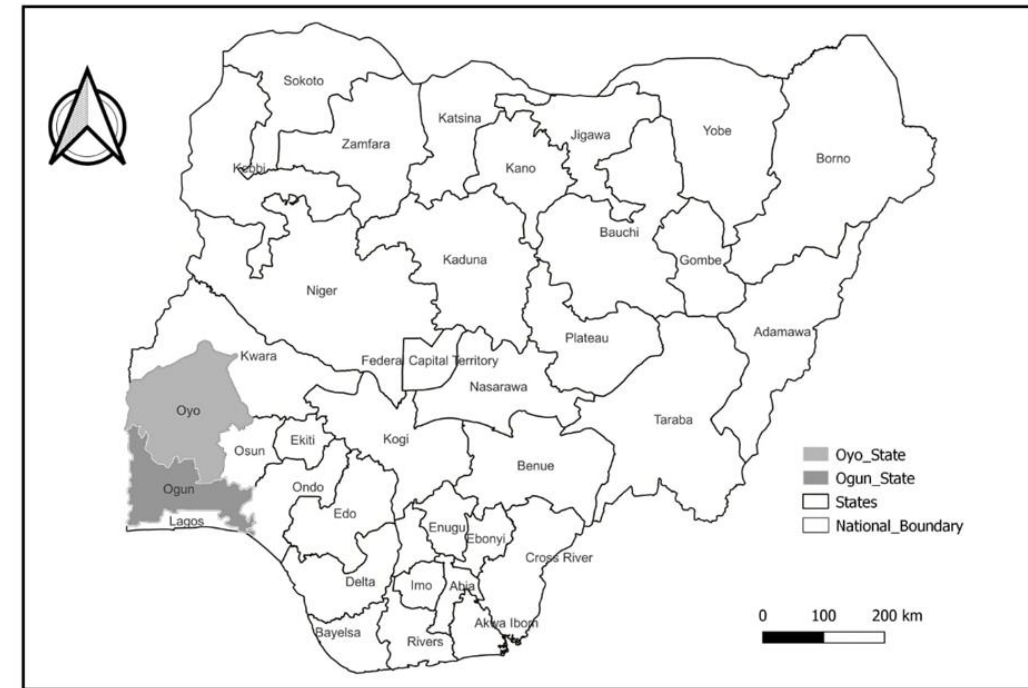 Sokoto
Katsina
Zamfara
Jigawa
Yobe
Borno
Kebbi
Kano
Bauchi
Kaduna
Gombe
Niger
Adamawa
Plateau
Kwara
Federal Capital Territory
Nasarawa
Oyo
Taraba
Ekiti
Kogi
Osun
Benue
Ogun
Ondo
Edo
Lagos
Enugu
Ebonyi
Cross River
Delta
Imo
Abia
Bayelsa
Rivers
Akwa Ibom
Oyo_State
Ogun_State
States
National_Boundary
0 100 200 km